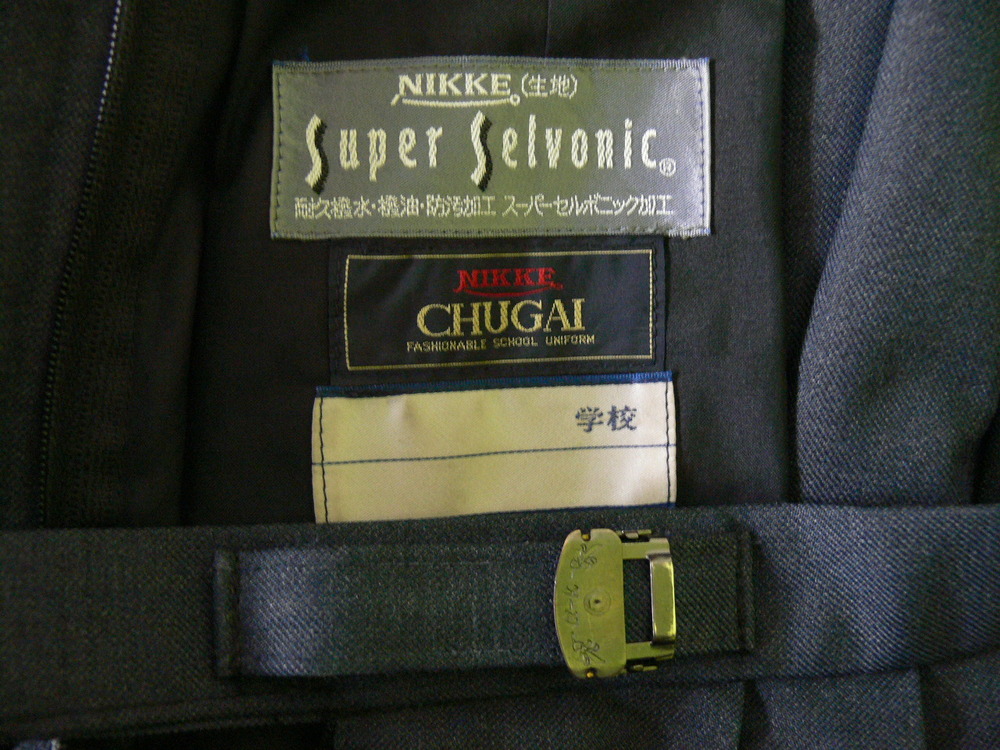 NIKKE(生地)
Super Selvonic®
耐久撥水・撥油・防汚加工 スーパーセルボニック加工
NIKKE
CHUGAI
FASHIONABLE SCHOOL UNIFORM
学校